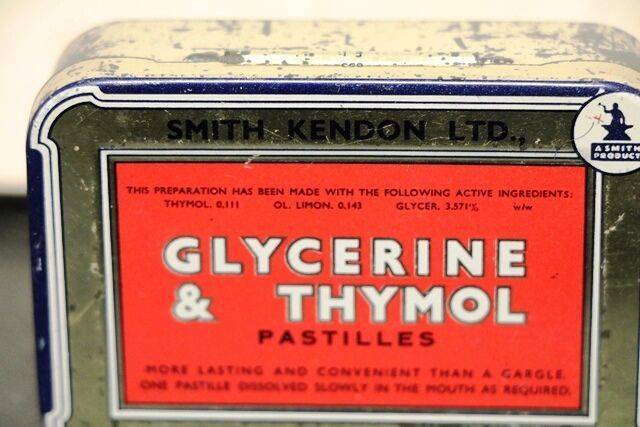 SMITH KENDON LTD.,
A SMITH
PRODUCT
THIS PREPARATION HAS BEEN MADE WITH THE FOLLOWING ACTIVE INGREDIENTS:
THYMOL. 0.111 OL. LIMON. 0.143 GLYCER. 3.571% w/w
GLYCERINE
& THYMOL
PASTILLES
MORE LASTING AND CONVENIENT THAN A GARGLE.
ONE PASTILLE DISSOLVED SLOWLY IN THE MOUTH AS REQUIRED.